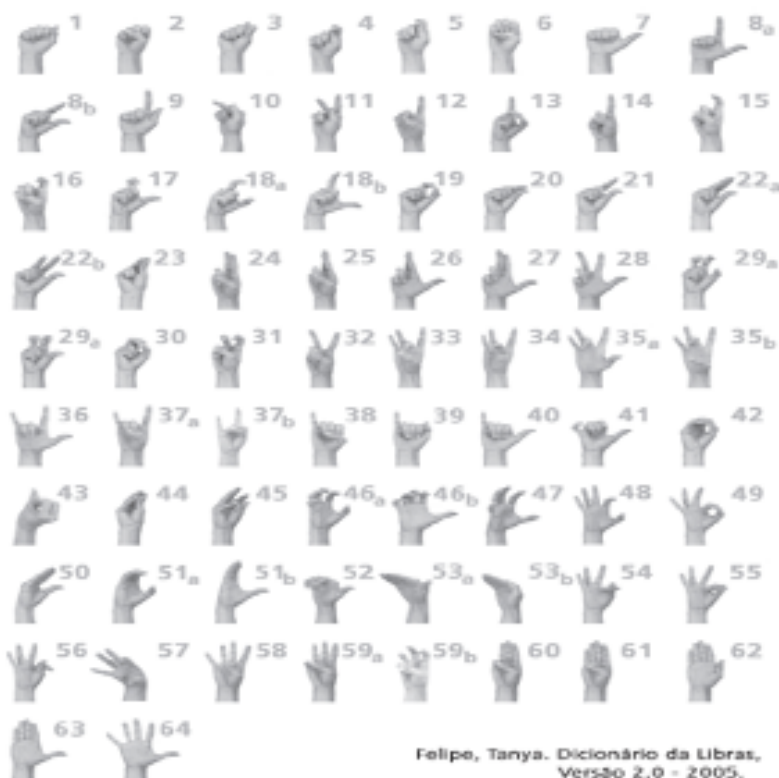 1 2 3 4 5 6 7 8a
8b 9 10 11 12 13 14 15
16 17 18a 18b 19 20 21 22a
22b 23 24 25 26 27 28 29a
29a 30 31 32 33 34 35a 35b
36 37a 37b 38 39 40 41 42
43 44 45 46a 46b 47 48 49
50 51a 51b 52 53a 53b 54 55
56 57 58 59a 59b 60 61 62
63 64
Felipe, Tanya. Dicionário da Libras,
Versão 2.0 - 2005.